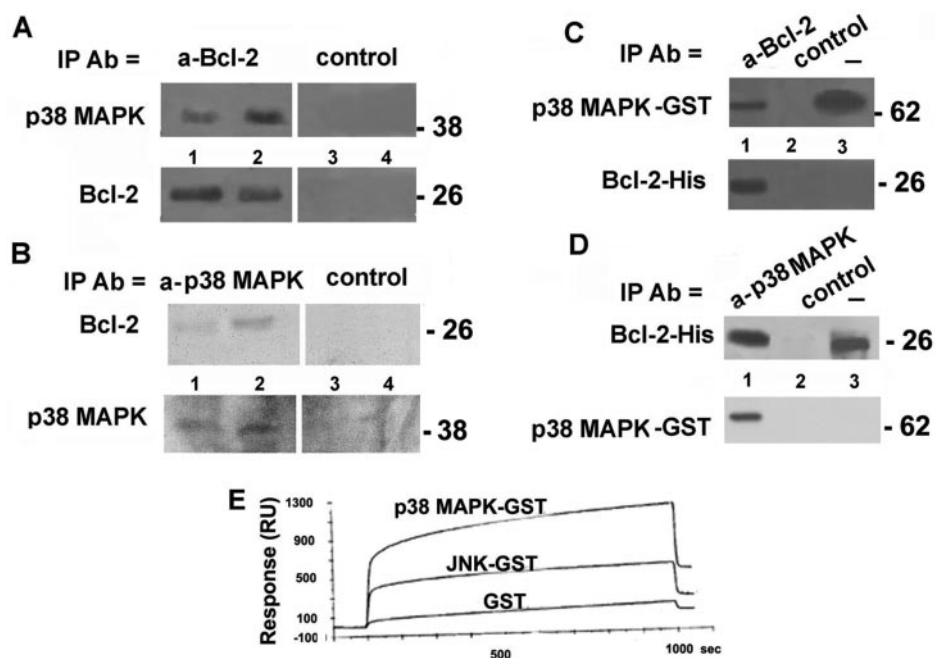 A
IP Ab = a-Bcl-2 control
p38 MAPK - 38
1 2 3 4
Bcl-2 - 26
B
IP Ab = a-p38 MAPK control
Bcl-2 - 26
1 2 3 4
p38 MAPK - 38
C
IP Ab = a-Bcl-2 control –
p38 MAPK-GST - 62
1 2 3
Bcl-2-His - 26
D
IP Ab = a-p38 MAPK control –
Bcl-2-His - 26
1 2 3
p38 MAPK-GST - 62
E
Response (RU)
1300
900
500
100
-100
p38 MAPK-GST
JNK-GST
GST
500 1000 sec